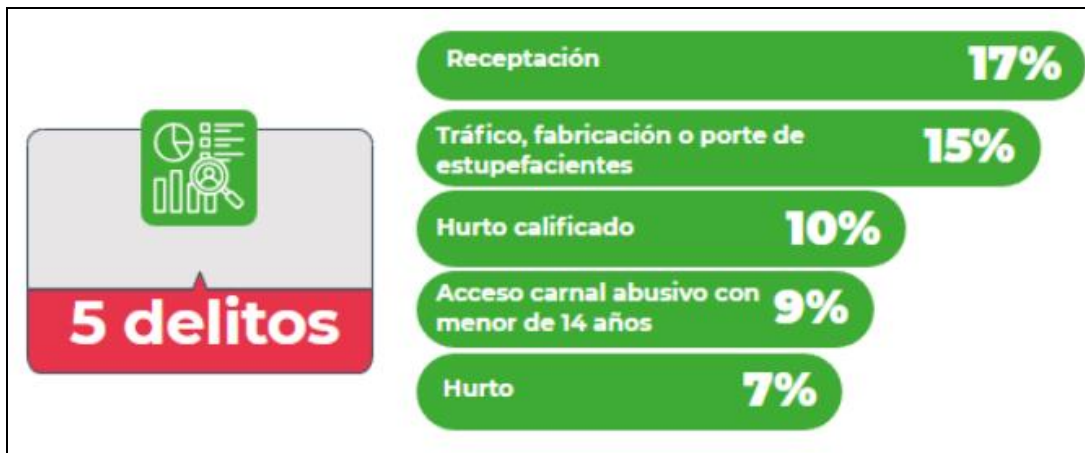 5 delitos
Receptación
17%
Tráfico, fabricación o porte de
estupefacientes
15%
Hurto calificado
10%
Acceso carnal abusivo con
menor de 14 años
9%
Hurto
7%